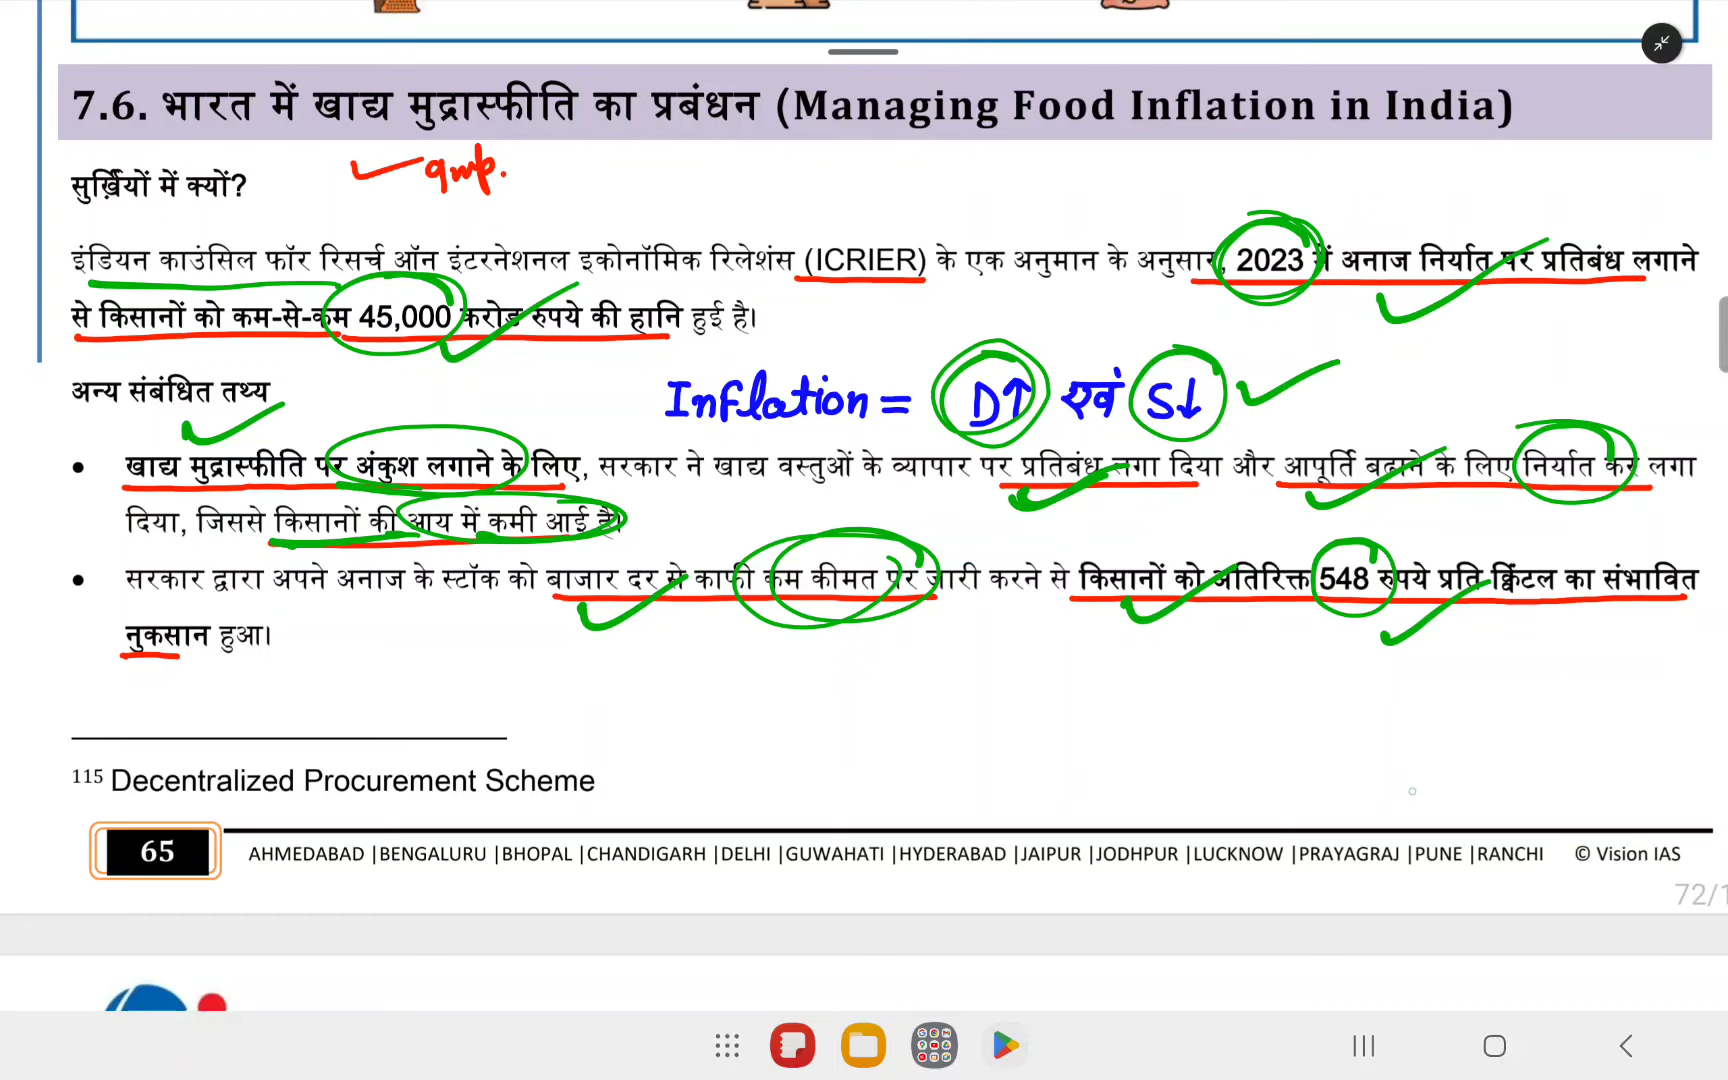 7.6. भारत में खाद्य मुद्रास्फीति का प्रबंधन (Managing Food Inflation in India)
सुर्ख़ियों में क्यों?
imp.
इंडियन काउंसिल फॉर रिसर्च ऑन इंटरनेशनल इकोनॉमिक रिलेशंस (ICRIER) के एक अनुमान के अनुसार, 2023 में अनाज निर्यात पर प्रतिबंध लगाने
से किसानों को कम-से-कम 45,000 करोड़ रुपये की हानि हुई है।
अन्य संबंधित तथ्य
Inflation = D↑ एवं S↓
• खाद्य मुद्रास्फीति पर अंकुश लगाने के लिए, सरकार ने खाद्य वस्तुओं के व्यापार पर प्रतिबंध लगा दिया और आपूर्ति बढ़ाने के लिए निर्यात कर लगा
दिया, जिससे किसानों की आय में कमी आई है।
• सरकार द्वारा अपने अनाज के स्टॉक को बाजार दर से काफी कम कीमत पर जारी करने से किसानों को अतिरिक्त 548 रुपये प्रति क्विंटल का संभावित
नुकसान हुआ।
115 Decentralized Procurement Scheme
65 AHMEDABAD |BENGALURU |BHOPAL |CHANDIGARH |DELHI |GUWAHATI |HYDERABAD |JAIPUR |JODHPUR |LUCKNOW |PRAYAGRAJ |PUNE |RANCHI © Vision IAS
72/1